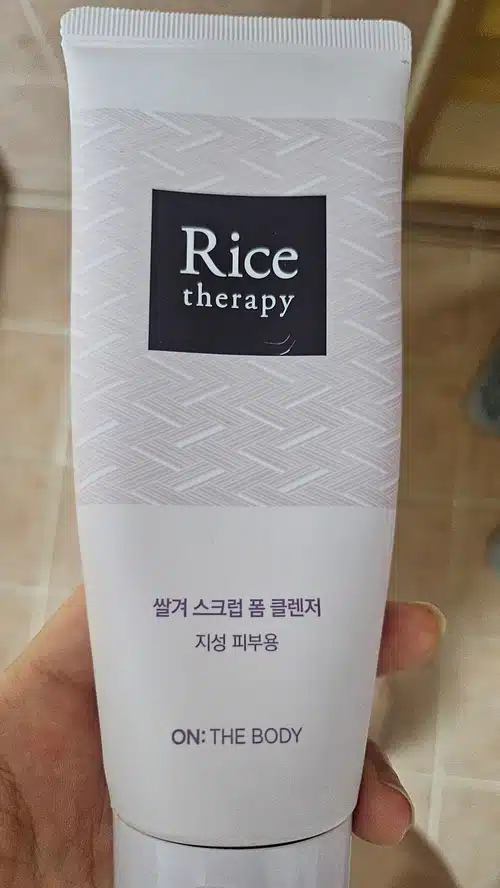 Rice
therapy
쌀겨 스크럽 폼 클렌저
지성 피부용
ON: THE BODY